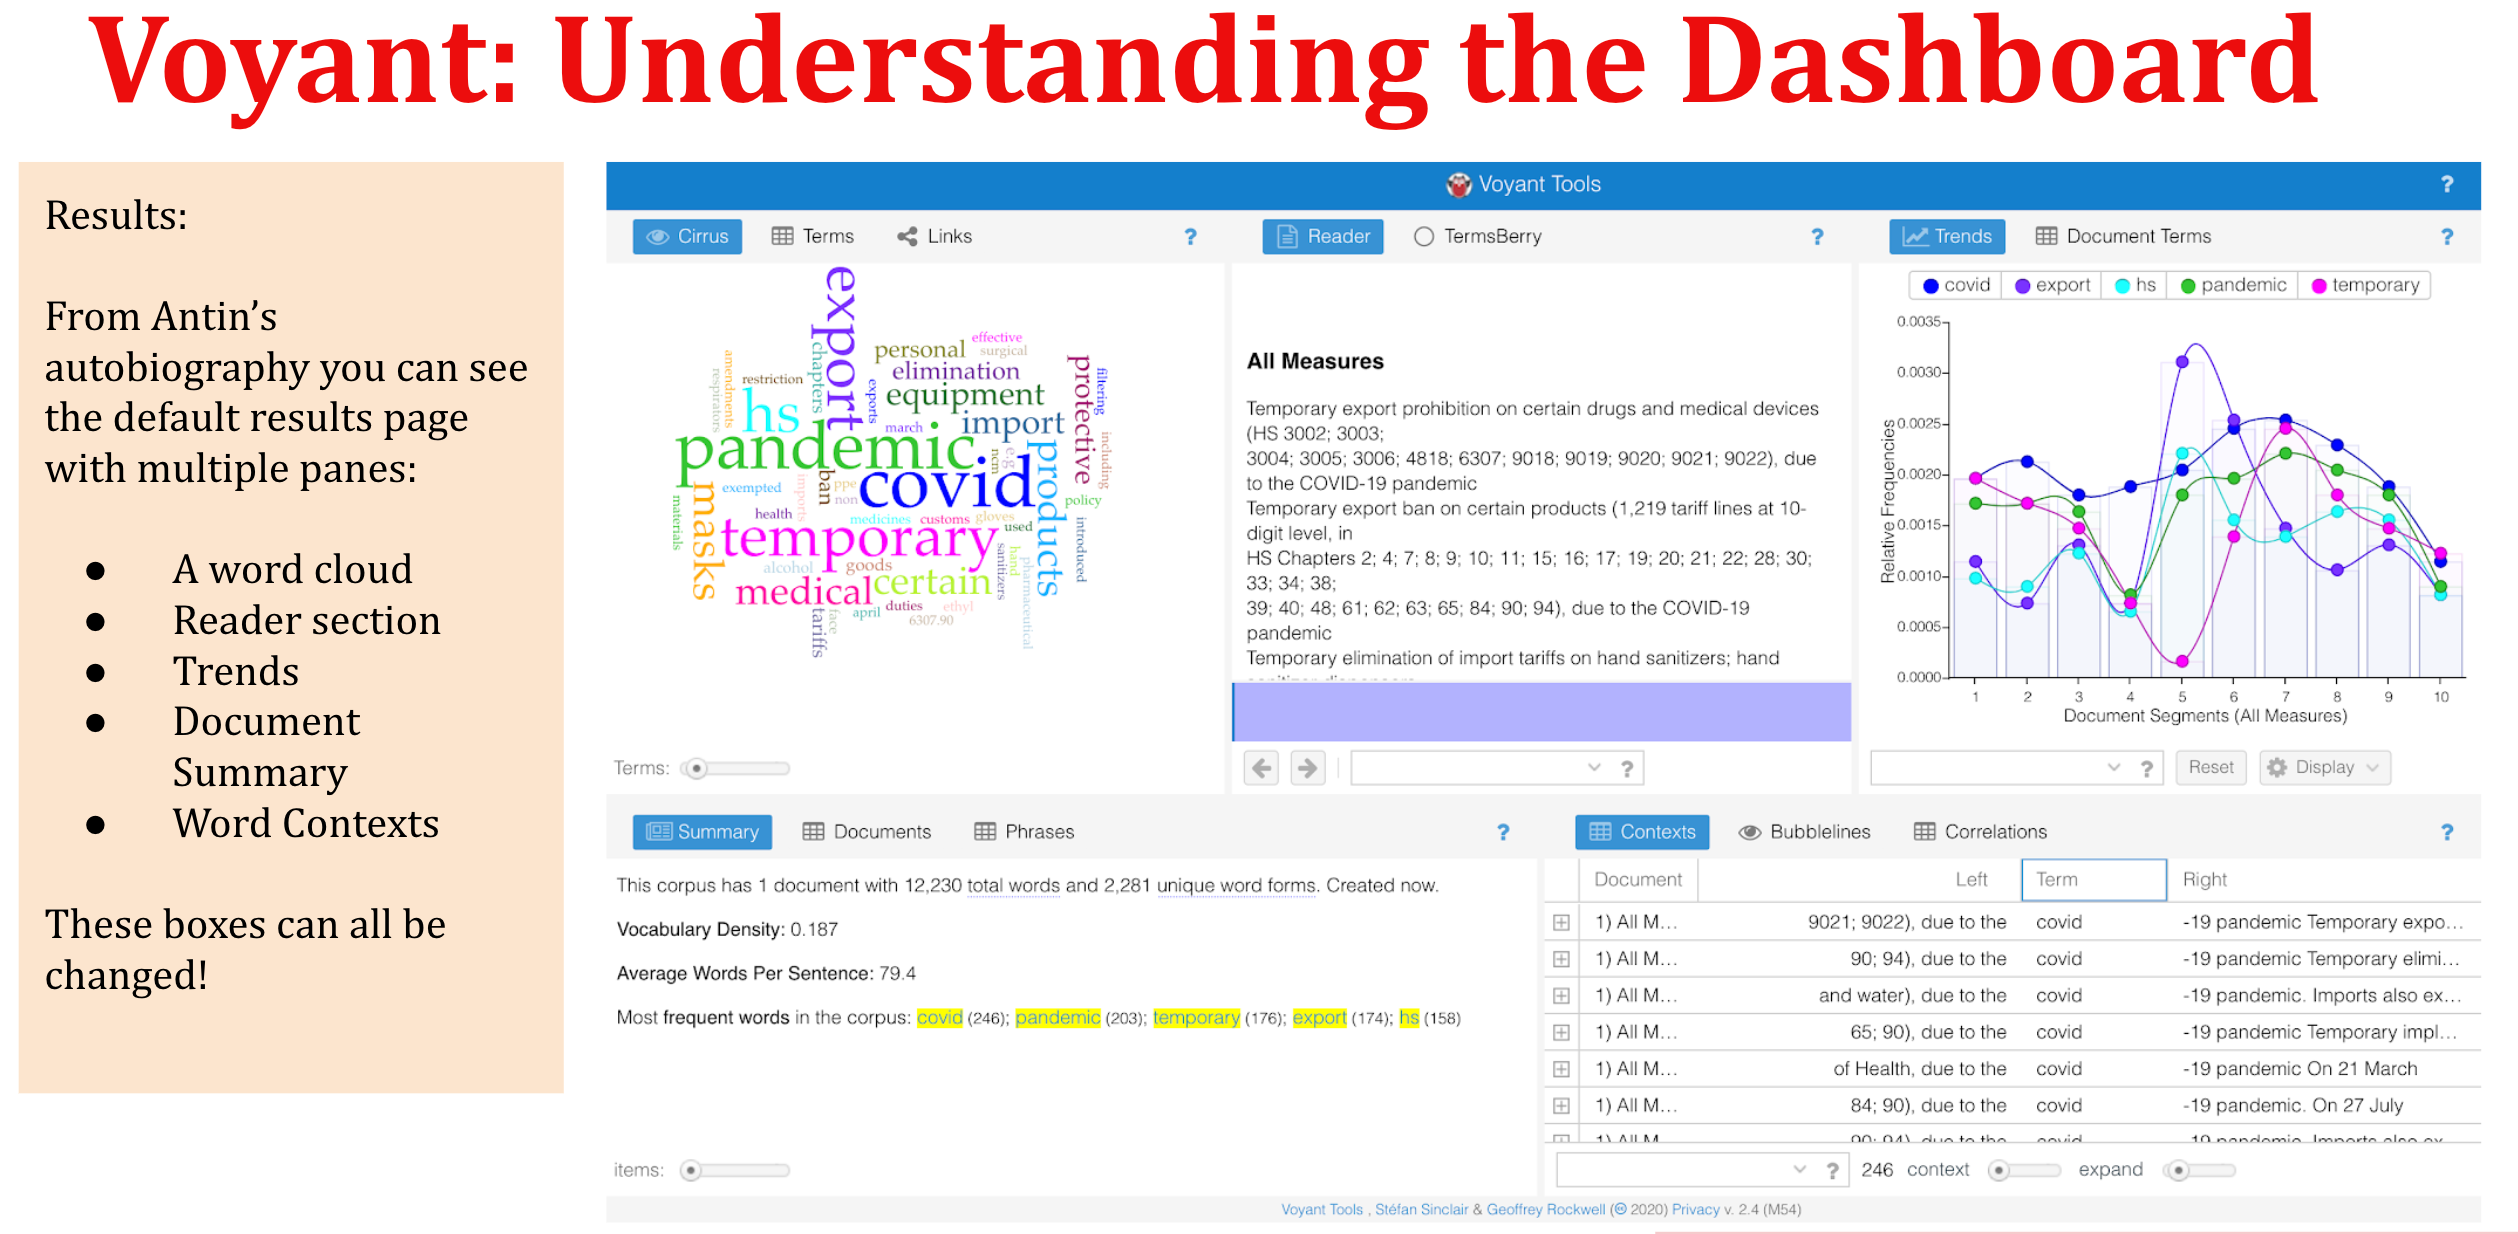 Voyant: Understanding the Dashboard
Results:
From Antin’s
autobiography you can see
the default results page
with multiple panes:
● A word cloud
● Reader section
● Trends
● Document
Summary
● Word Contexts
These boxes can all be
changed!
Voyant Tools ?
Cirrus Terms Links ?
export
effective
personal surgical
elimination
equipment
import
protective
filtering
including
amendments
respirators
restriction
chapters
exports
hs
march
pandemic
ncm
e.g
products
covid
ban
ppe
non
imports
exempted
masks
materials
health
medicines customs gloves
used
policy
introduced
temporary
sanitizers
hand
pharmaceutical
alcohol goods
medical certain
tariffs
face
april duties ethyl
6307.90
Terms:
Reader TermsBerry ?
All Measures
Temporary export prohibition on certain drugs and medical devices
(HS 3002; 3003;
3004; 3005; 3006; 4818; 6307; 9018; 9019; 9020; 9021; 9022), due
to the COVID-19 pandemic
Temporary export ban on certain products (1,219 tariff lines at 10-
digit level, in
HS Chapters 2; 4; 7; 8; 9; 10; 11; 15; 16; 17; 19; 20; 21; 22; 28; 30;
33; 34; 38;
39; 40; 48; 61; 62; 63; 65; 84; 90; 94), due to the COVID-19
pandemic
Temporary elimination of import tariffs on hand sanitizers; hand
?
Trends Document Terms ?
covid export hs pandemic temporary
Relative Frequencies
0.0035
0.0030
0.0025
0.0020
0.0015
0.0010
0.0005
0.0000
1 2 3 4 5 6 7 8 9 10
Document Segments (All Measures)
? Reset Display
Summary Documents Phrases ?
This corpus has 1 document with 12,230 total words and 2,281 unique word forms. Created now.
Vocabulary Density: 0.187
Average Words Per Sentence: 79.4
Most frequent words in the corpus: covid (246); pandemic (203); temporary (176); export (174); hs (158)
items:
Contexts Bubblelines Correlations ?
Document Left Term Right
1) All M... 9021; 9022), due to the covid -19 pandemic Temporary expo...
1) All M... 90; 94), due to the covid -19 pandemic Temporary elimi...
1) All M... and water), due to the covid -19 pandemic. Imports also ex...
1) All M... 65; 90), due to the covid -19 pandemic Temporary impl...
1) All M... of Health, due to the covid -19 pandemic On 21 March
1) All M... 84; 90), due to the covid -19 pandemic. On 27 July
? 246 context expand
Voyant Tools , Stéfan Sinclair & Geoffrey Rockwell (© 2020) Privacy v. 2.4 (M54)